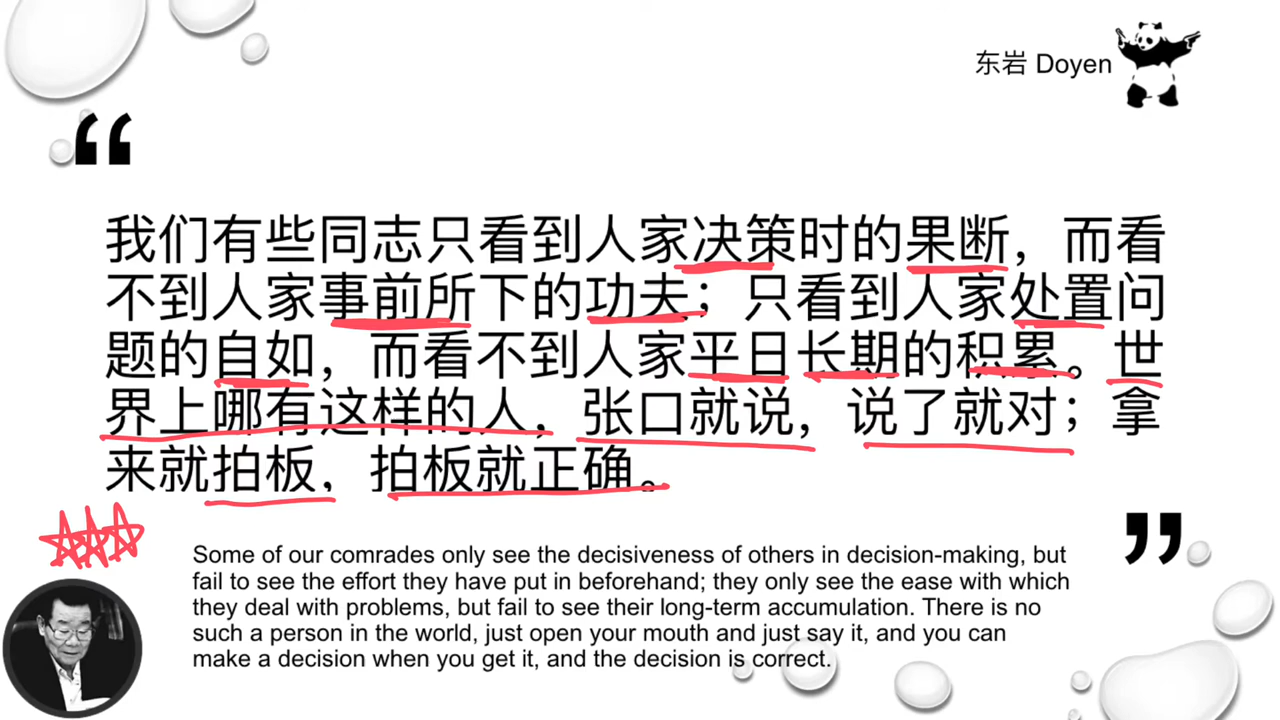 东岩 Doyen
“
我们有些同志只看到人家决策时的果断，而看
不到人家事前所下的功夫；只看到人家处置问
题的自如，而看不到人家平日长期的积累。世
界上哪有这样的人，张口就说，说了就对；拿
来就拍板，拍板就正确。
”
Some of our comrades only see the decisiveness of others in decision-making, but
fail to see the effort they have put in beforehand; they only see the ease with which
they deal with problems, but fail to see their long-term accumulation. There is no
such a person in the world, just open your mouth and just say it, and you can
make a decision when you get it, and the decision is correct.